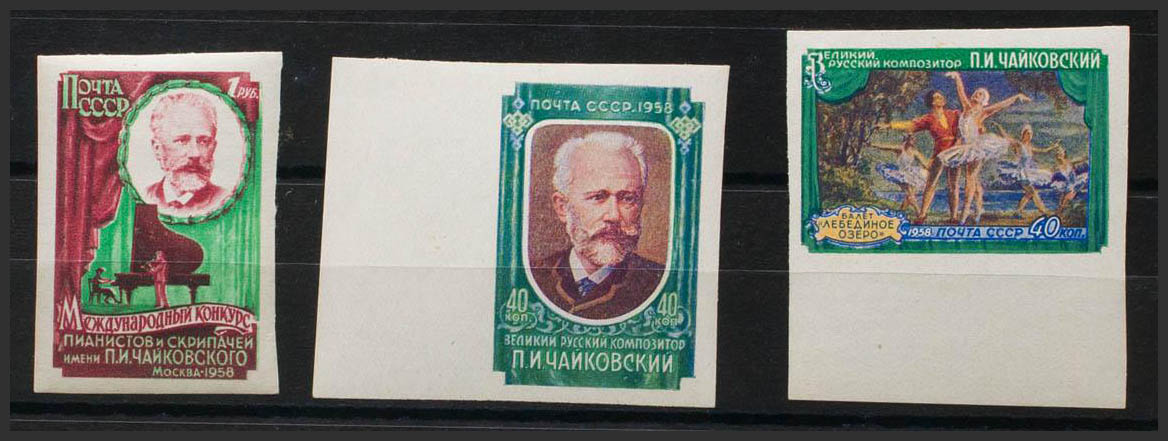 ПОЧТА
СССР
1 РУБ.
МЕЖДУНАРОДНЫЙ КОНКУРС
ПИАНИСТОВ И СКРИПАЧЕЙ
ИМЕНИ П.И.ЧАЙКОВСКОГО
МОСКВА-1958
ПОЧТА СССР·1958
40 КОП.
40 КОП
ВЕЛИКИЙ РУССКИЙ КОМПОЗИТОР
П.И.ЧАЙКОВСКИЙ
ВЕЛИКИЙ
РУССКИЙ КОМПОЗИТОР П.И.ЧАЙКОВСКИЙ
БАЛЕТ
«ЛЕБЕДИНОЕ
ОЗЕРО»
1958 ПОЧТА СССР 40 КОП.